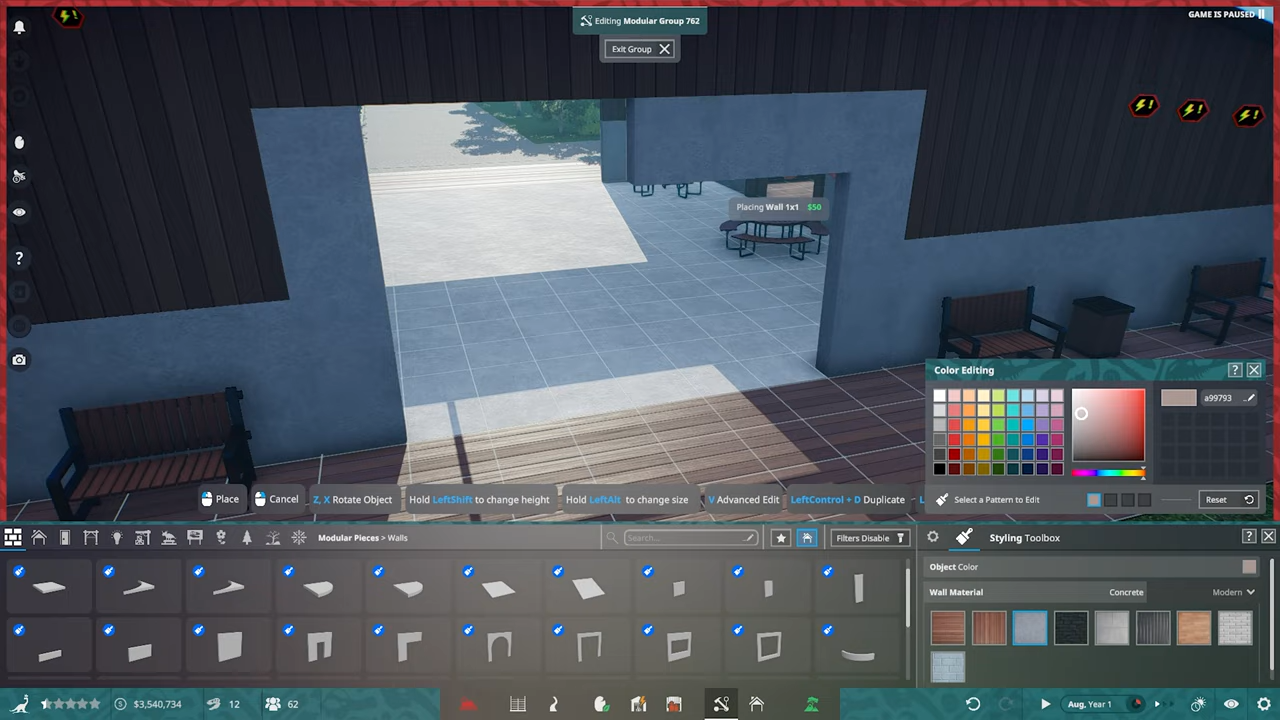 Editing Modular Group 762
GAME IS PAUSED
Exit Group
Placing Wall 1x1 $50
Color Editing
?
a99793
Place
Cancel
Z, X Rotate Object
Hold LeftShift to change height
Hold LeftAlt to change size
V Advanced Edit
LeftControl + D Duplicate
L
Select a Pattern to Edit
Reset
Modular Pieces > Walls
Search...
Filters Disable
Styling Toolbox
?
Object Color
Wall Material
Concrete
Modern
?
$3,540,734
12
62
Aug, Year 1